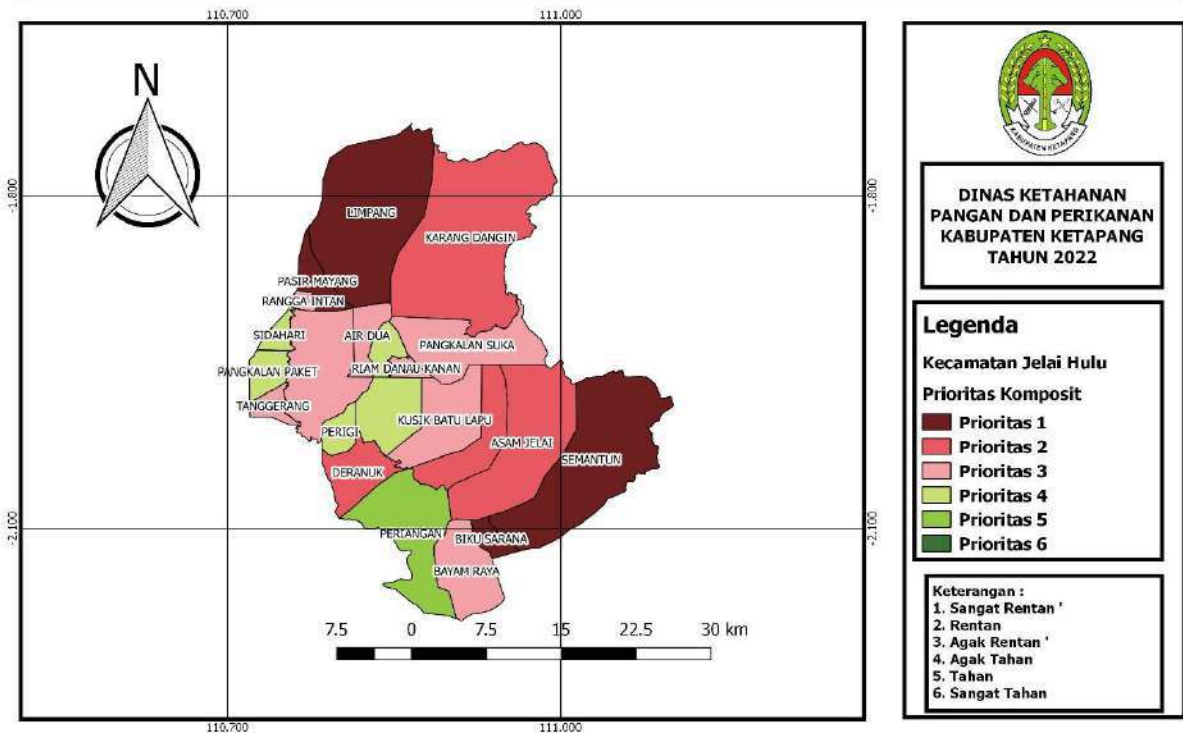 110.700
111.000
N
-1.800
-1.800
LIMPANG
KARANG DANGIN
PASIR MAYANG
RANGGA INTAN
SIDAHARI
AIR DUA
PANGKALAN SUKA
PANGKALAN PAKET
RIAM DANAU KANAN
TANGGERANG
PERIGI
KUSIK BATU LAPU
ASAM JELAI
DERANUK
SEMANTUN
-2.100
-2.100
PERIANGAN
BIKU SARANA
BAYAM RAYA
7.5 0 7.5 15 22.5 30 km
110.700
111.000
KABUPATEN KETAPANG
DINAS KETAHANAN
PANGAN DAN PERIKANAN
KABUPATEN KETAPANG
TAHUN 2022
Legenda
Kecamatan Jelai Hulu
Prioritas Komposit
Prioritas 1
Prioritas 2
Prioritas 3
Prioritas 4
Prioritas 5
Prioritas 6
Keterangan :
1. Sangat Rentan '
2. Rentan
3. Agak Rentan '
4. Agak Tahan
5. Tahan
6. Sangat Tahan